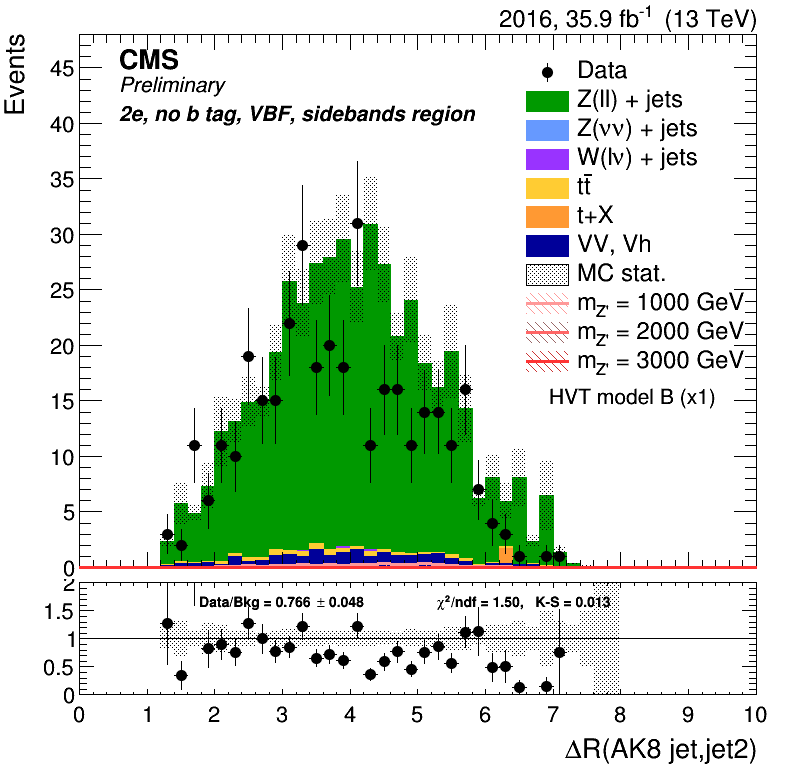 2016, 35.9 fb⁻¹ (13 TeV)
Events
CMS
Preliminary
2e, no b tag, VBF, sidebands region
Data
Z(ll) + jets
Z(νν) + jets
W(lν) + jets
tt̄
t+X
VV, Vh
MC stat.
m_Z' = 1000 GeV
m_Z' = 2000 GeV
m_Z' = 3000 GeV
HVT model B (x1)
45
40
35
30
25
20
15
10
5
0
Data/Bkg = 0.766 ± 0.048
χ²/ndf = 1.50, K-S = 0.013
2
1.5
1
0.5
0
0 1 2 3 4 5 6 7 8 9 10
ΔR(AK8 jet,jet2)